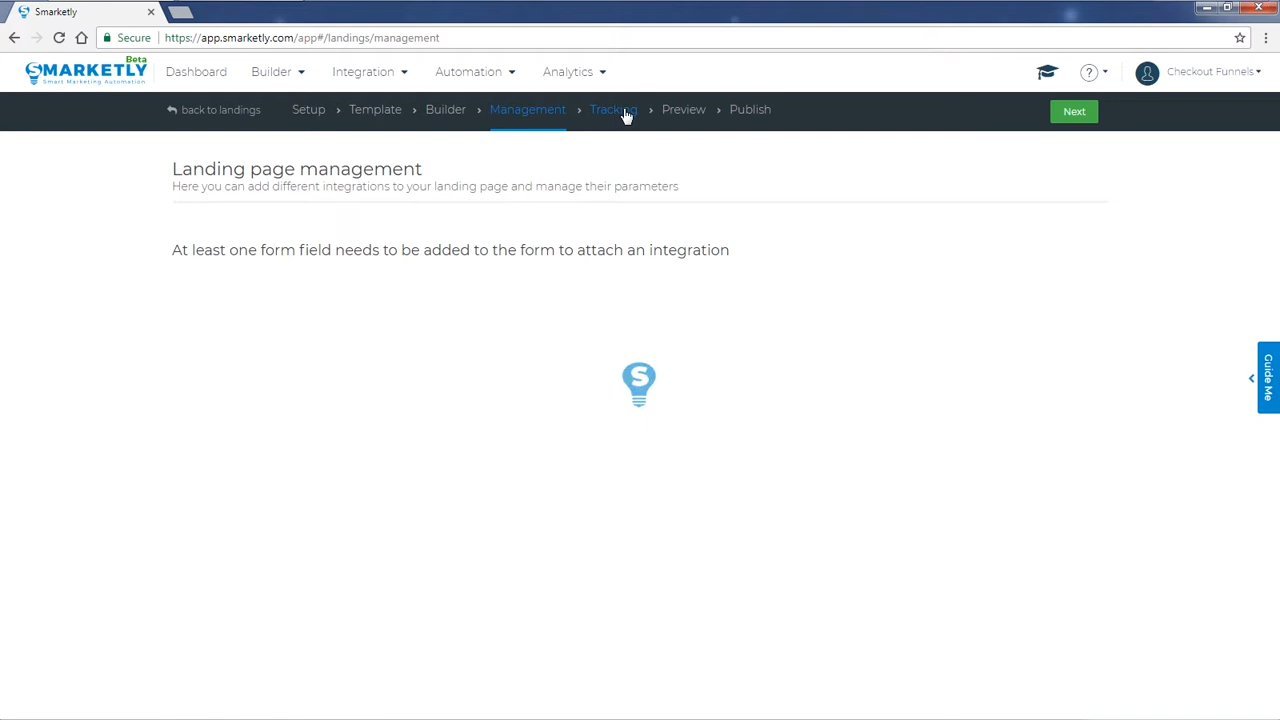 Smarketly
Secure https://app.smarketly.com/app#/landings/management
Beta
SMARKETLY
Smart Marketing Automation
Dashboard Builder Integration Automation Analytics ? Checkout Funnels
back to landings Setup > Template > Builder > Management > Tracking > Preview > Publish Next
Landing page management
Here you can add different integrations to your landing page and manage their parameters
At least one form field needs to be added to the form to attach an integration
S
Guide Me